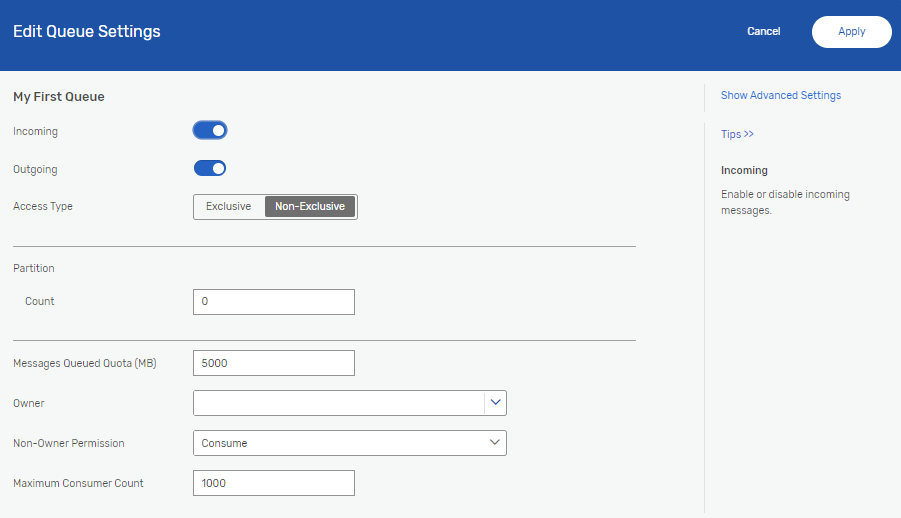 Edit Queue Settings
Cancel
Apply
My First Queue
Incoming
Outgoing
Access Type
Exclusive
Non-Exclusive
Partition
Count
0
Messages Queued Quota (MB)
5000
Owner
Non-Owner Permission
Consume
Maximum Consumer Count
1000
Show Advanced Settings
Tips >>
Incoming
Enable or disable incoming
messages.